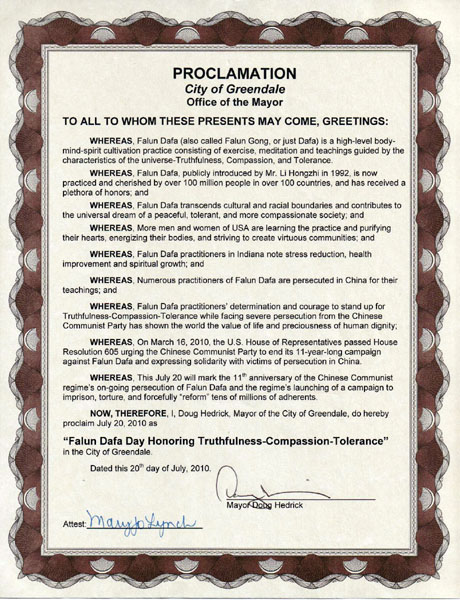 PROCLAMATION
City of Greendale
Office of the Mayor
TO ALL TO WHOM THESE PRESENTS MAY COME, GREETINGS:
WHEREAS, Falun Dafa (also called Falun Gong, or just Dafa) is a high-level body-
mind-spirit cultivation practice consisting of exercise, meditation and teachings guided by the
characteristics of the universe-Truthfulness, Compassion, and Tolerance.
WHEREAS, Falun Dafa, publicly introduced by Mr. Li Hongzhi in 1992, is now
practiced and cherished by over 100 million people in over 100 countries, and has received a
plethora of honors; and
WHEREAS, Falun Dafa transcends cultural and racial boundaries and contributes to
the universal dream of a peaceful, tolerant, and more compassionate society; and
WHEREAS, More men and women of USA are learning the practice and purifying
their hearts, energizing their bodies, and striving to create virtuous communities; and
WHEREAS, Falun Dafa practitioners in Indiana note stress reduction, health
improvement and spiritual growth; and
WHEREAS, Numerous practitioners of Falun Dafa are persecuted in China for their
teachings; and
WHEREAS, Falun Dafa practitioners' determination and courage to stand up for
Truthfulness-Compassion-Tolerance while facing severe persecution from the Chinese
Communist Party has shown the world the value of life and preciousness of human dignity;
WHEREAS, On March 16, 2010, the U.S. House of Representatives passed House
Resolution 605 urging the Chinese Communist Party to end its 11-year-long campaign
against Falun Dafa and expressing solidarity with victims of persecution in China.
WHEREAS, This July 20 will mark the 11th anniversary of the Chinese Communist
regime's on-going persecution of Falun Dafa and the regime's launching of a campaign to
imprison, torture, and forcefully "reform" tens of millions of adherents.
NOW, THEREFORE, I, Doug Hedrick, Mayor of the City of Greendale, do hereby
proclaim July 20, 2010 as
"Falun Dafa Day Honoring Truthfulness-Compassion-Tolerance"
in the City of Greendale.
Dated this 20th day of July, 2010.
Mayor Doug Hedrick
Attest: Mary Jo Lynch